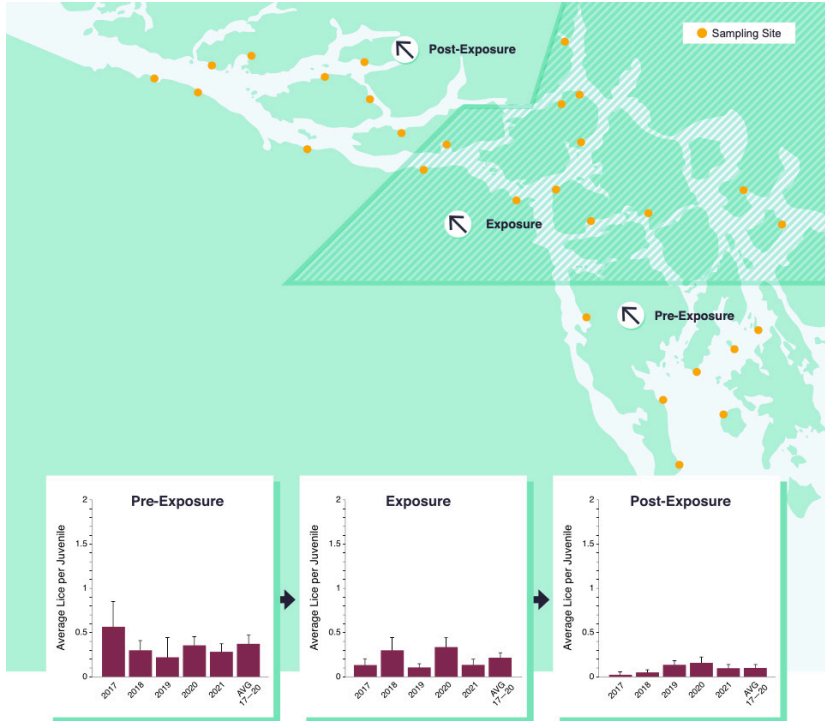 Sampling Site
Post-Exposure
Exposure
Pre-Exposure
Pre-Exposure
Average Lice per Juvenile
2
1.5
1
0.5
0
2017
2018
2019
2020
2021
AVG
17–20
Exposure
Average Lice per Juvenile
2
1.5
1
0.5
0
2017
2018
2019
2020
2021
AVG
17–20
Post-Exposure
Average Lice per Juvenile
2
1.5
1
0.5
0
2017
2018
2019
2020
2021
AVG
17–20